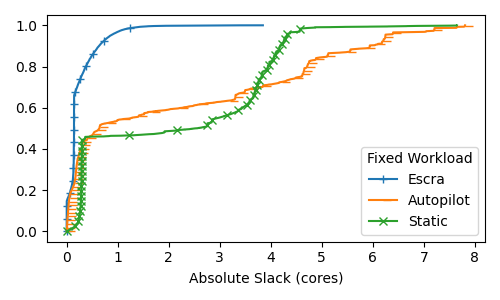 1.0
0.8
0.6
0.4
0.2
0.0
Fixed Workload
Escra
Autopilot
Static
0 1 2 3 4 5 6 7 8
Absolute Slack (cores)